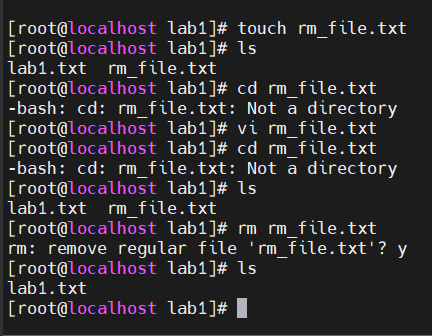 [root@localhost lab1]# touch rm_file.txt
[root@localhost lab1]# ls
lab1.txt  rm_file.txt
[root@localhost lab1]# cd rm_file.txt
-bash: cd: rm_file.txt: Not a directory
[root@localhost lab1]# vi rm_file.txt
[root@localhost lab1]# cd rm_file.txt
-bash: cd: rm_file.txt: Not a directory
[root@localhost lab1]# ls
lab1.txt  rm_file.txt
[root@localhost lab1]# rm rm_file.txt
rm: remove regular file 'rm_file.txt'? y
[root@localhost lab1]# ls
lab1.txt
[root@localhost lab1]#